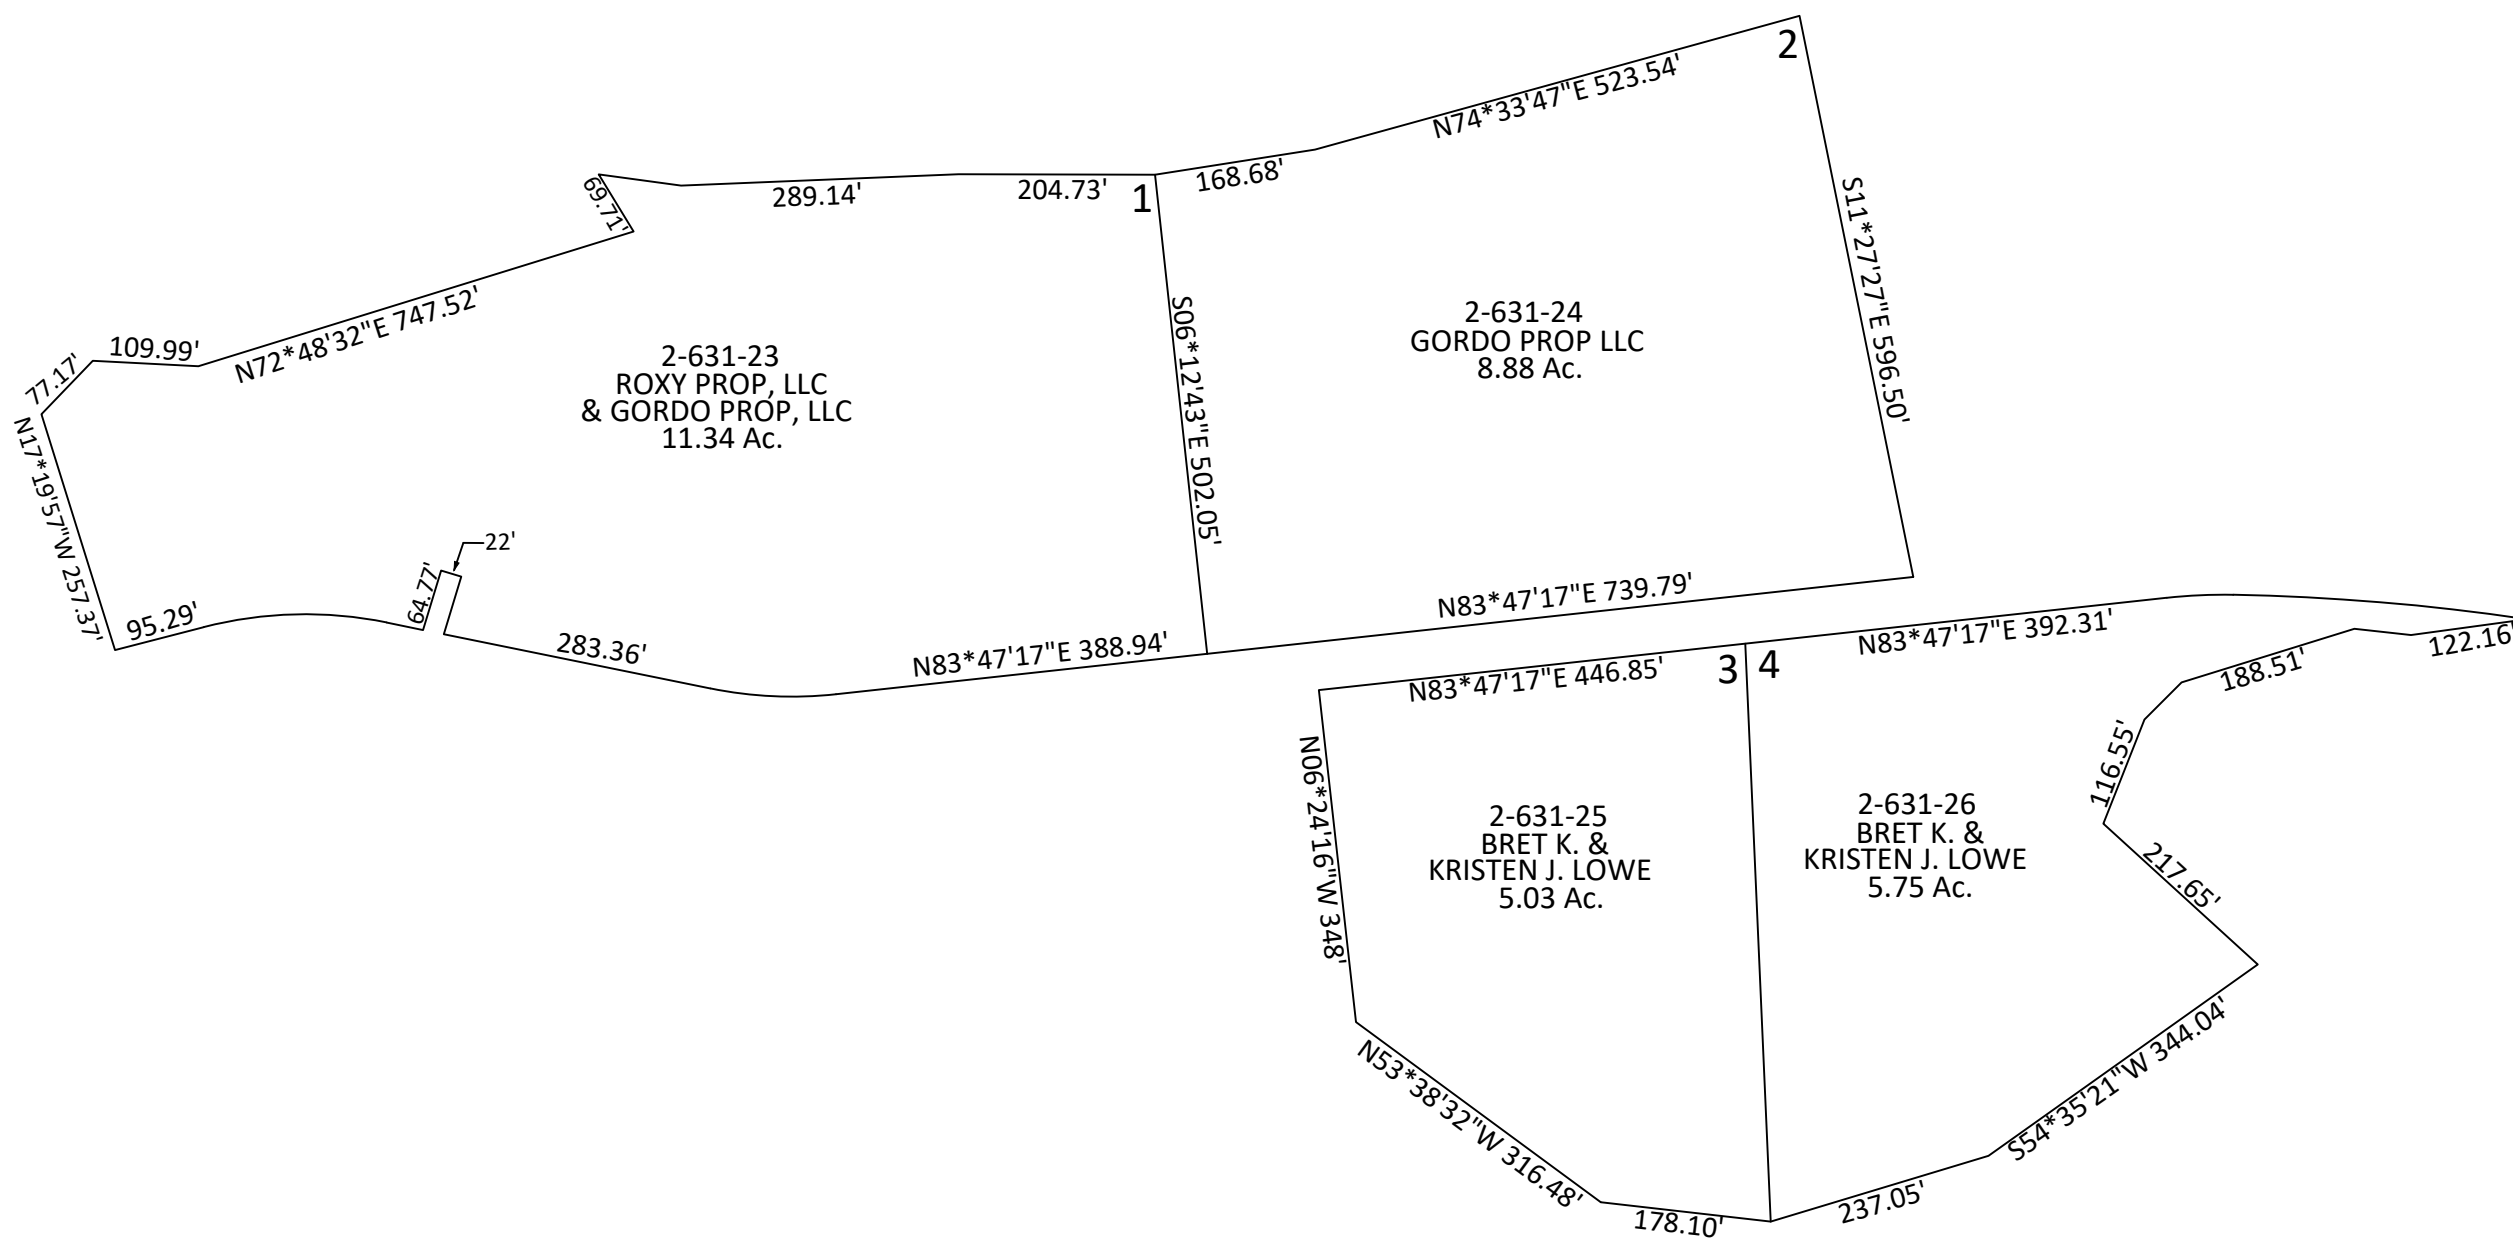 2
N74*33'47"E 523.54'
168.68'
1
204.73'
289.14'
69.71'
N72*48'32"E 747.52'
109.99'
77.17'
N17*19'57"W 257.37'
95.29'
64.77'
22'
283.36'
N83*47'17"E 388.94'
2-631-23
ROXY PROP, LLC
& GORDO PROP, LLC
11.34 Ac.
S06*12'43"E 502.05'
2-631-24
GORDO PROP LLC
8.88 Ac.
S11*27'27"E 596.50'
N83*47'17"E 739.79'
N83*47'17"E 446.85'
3
4
N83*47'17"E 392.31'
122.16'
188.51'
116.55'
217.65'
N06*24'16"W 348'
2-631-25
BRET K. &
KRISTEN J. LOWE
5.03 Ac.
2-631-26
BRET K. &
KRISTEN J. LOWE
5.75 Ac.
N53*38'32"W 316.48'
178.10'
237.05'
S54*35'21"W 344.04'